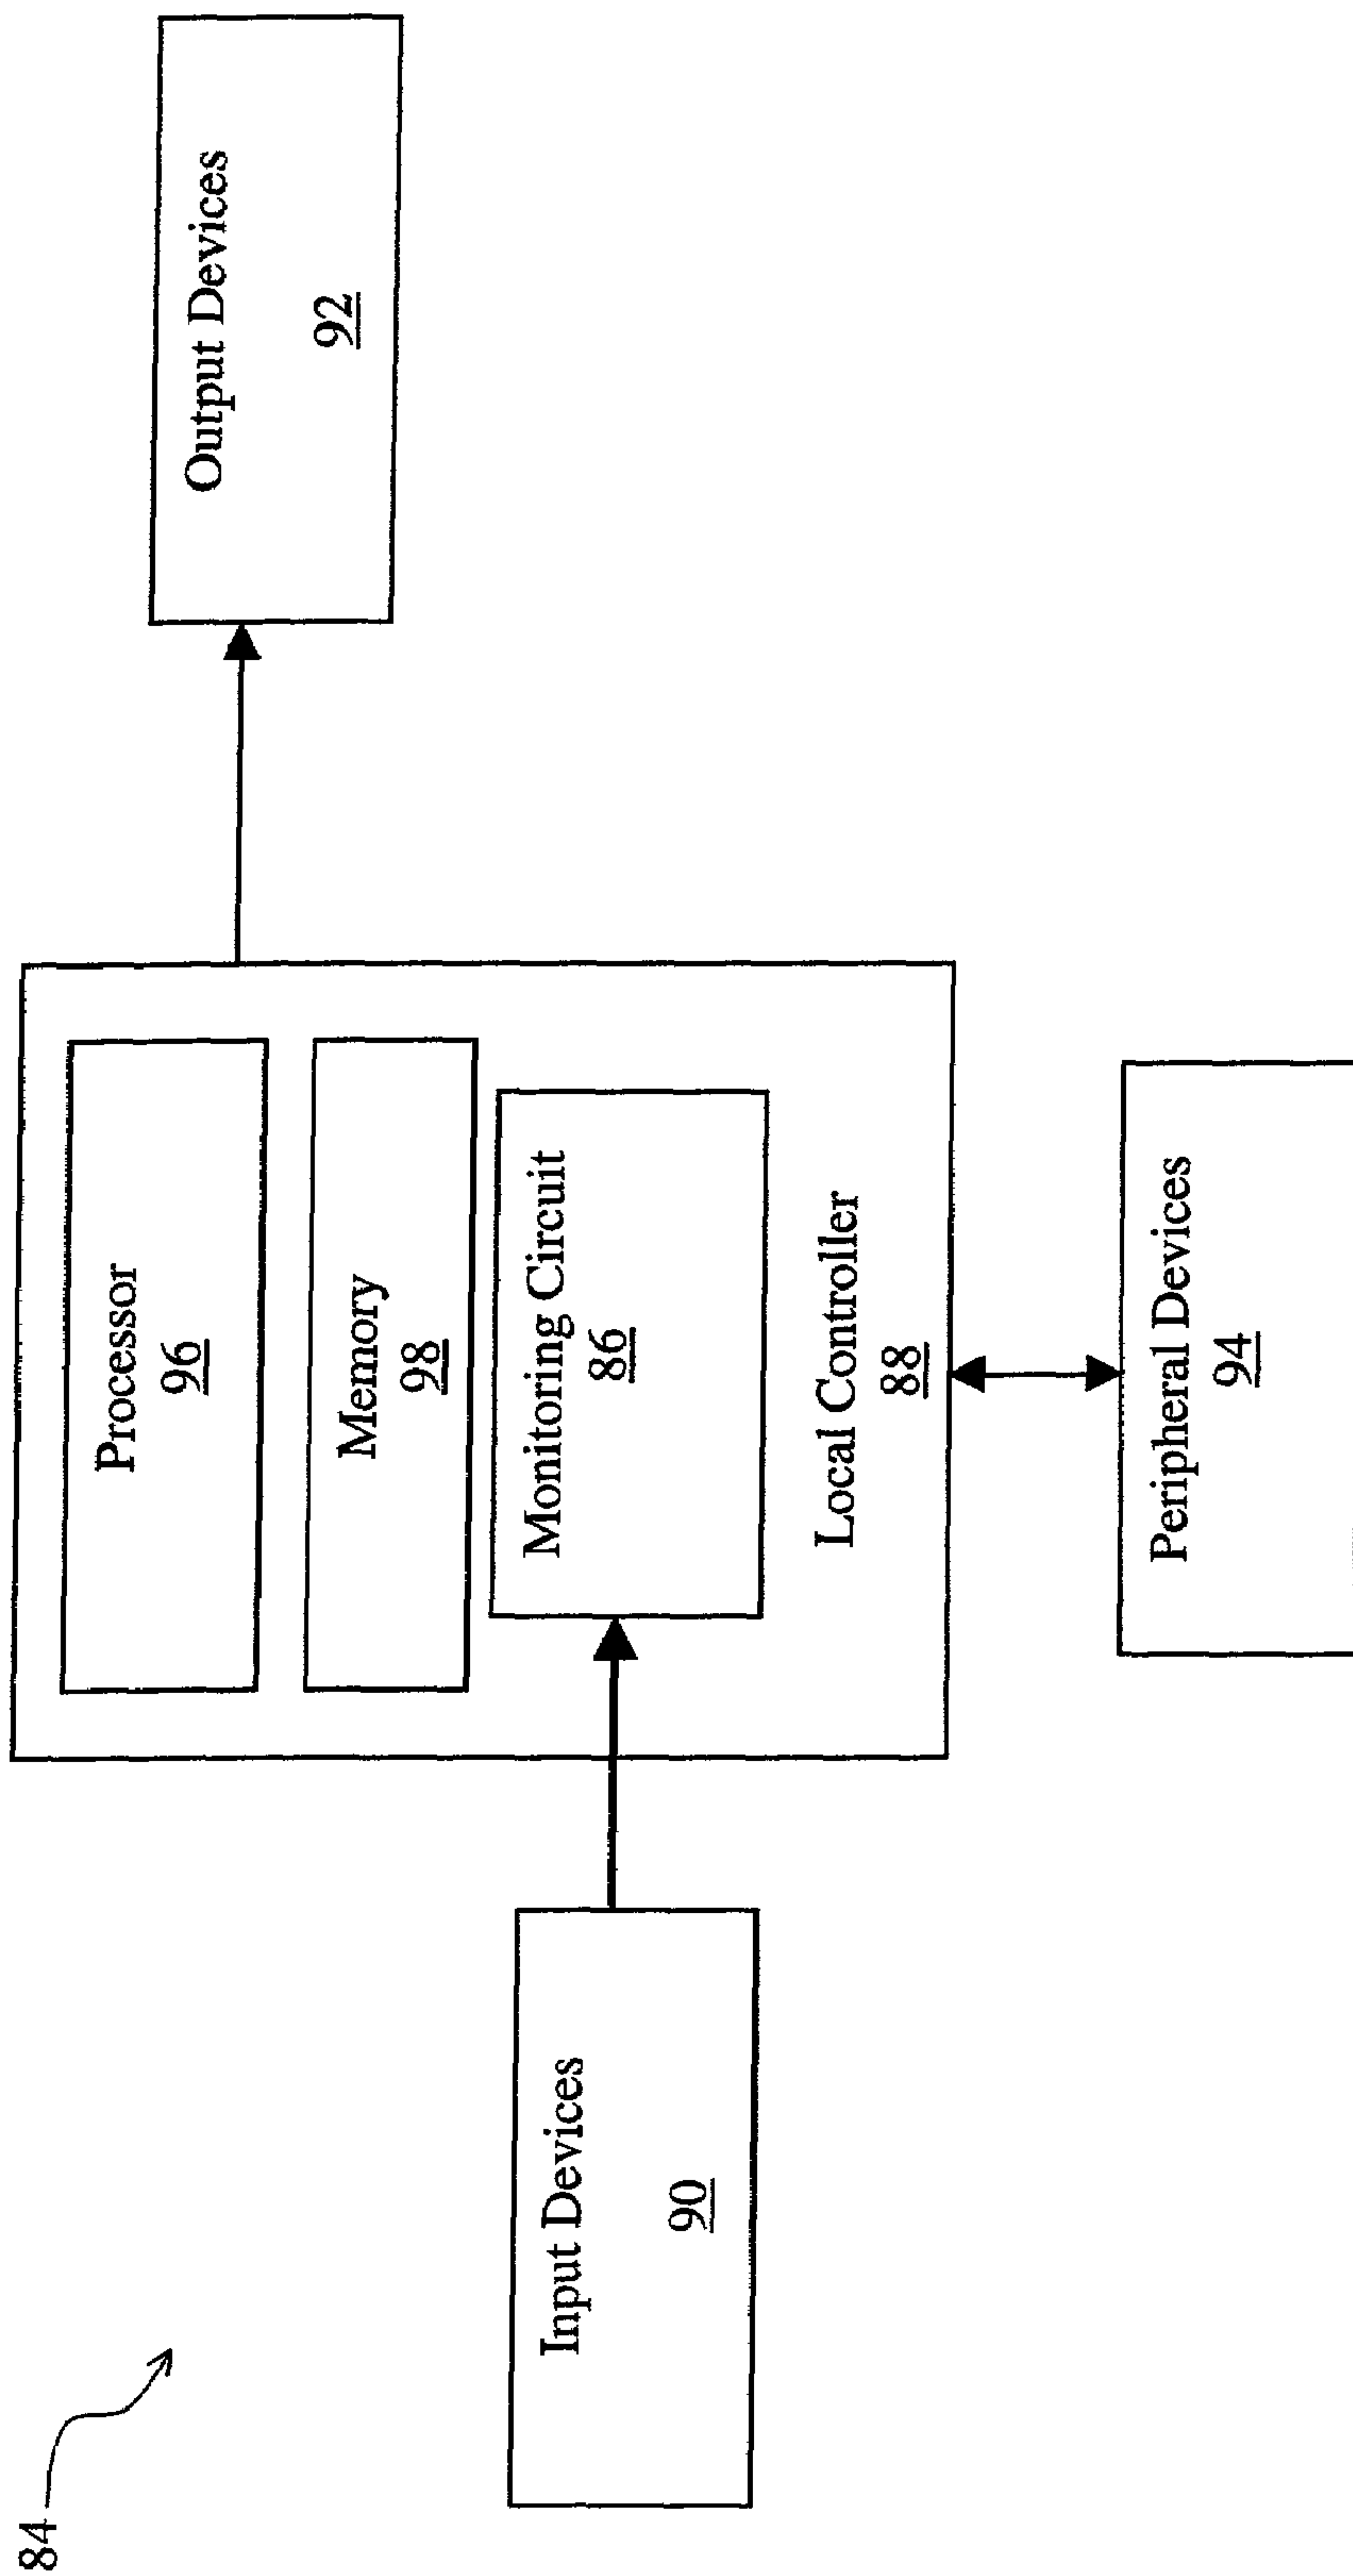 84
Input Devices
90
Processor
96
Memory
98
Monitoring Circuit
86
Local Controller
88
Output Devices
92
Peripheral Devices
94